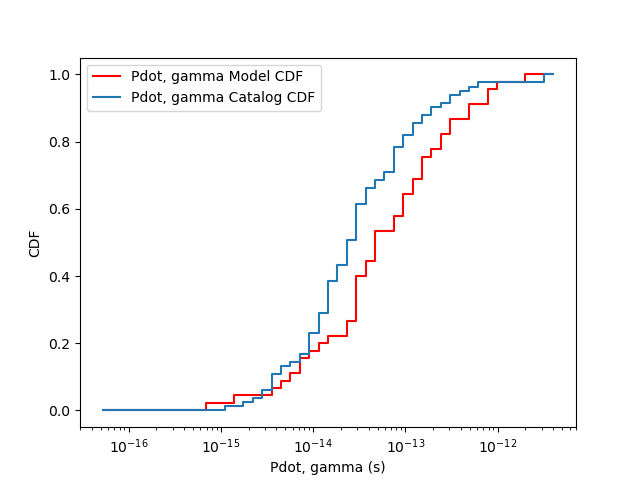 Pdot, gamma Model CDF
Pdot, gamma Catalog CDF
1.0
0.8
0.6
0.4
0.2
0.0
CDF
10⁻¹⁶ 10⁻¹⁵ 10⁻¹⁴ 10⁻¹³ 10⁻¹²
Pdot, gamma (s)